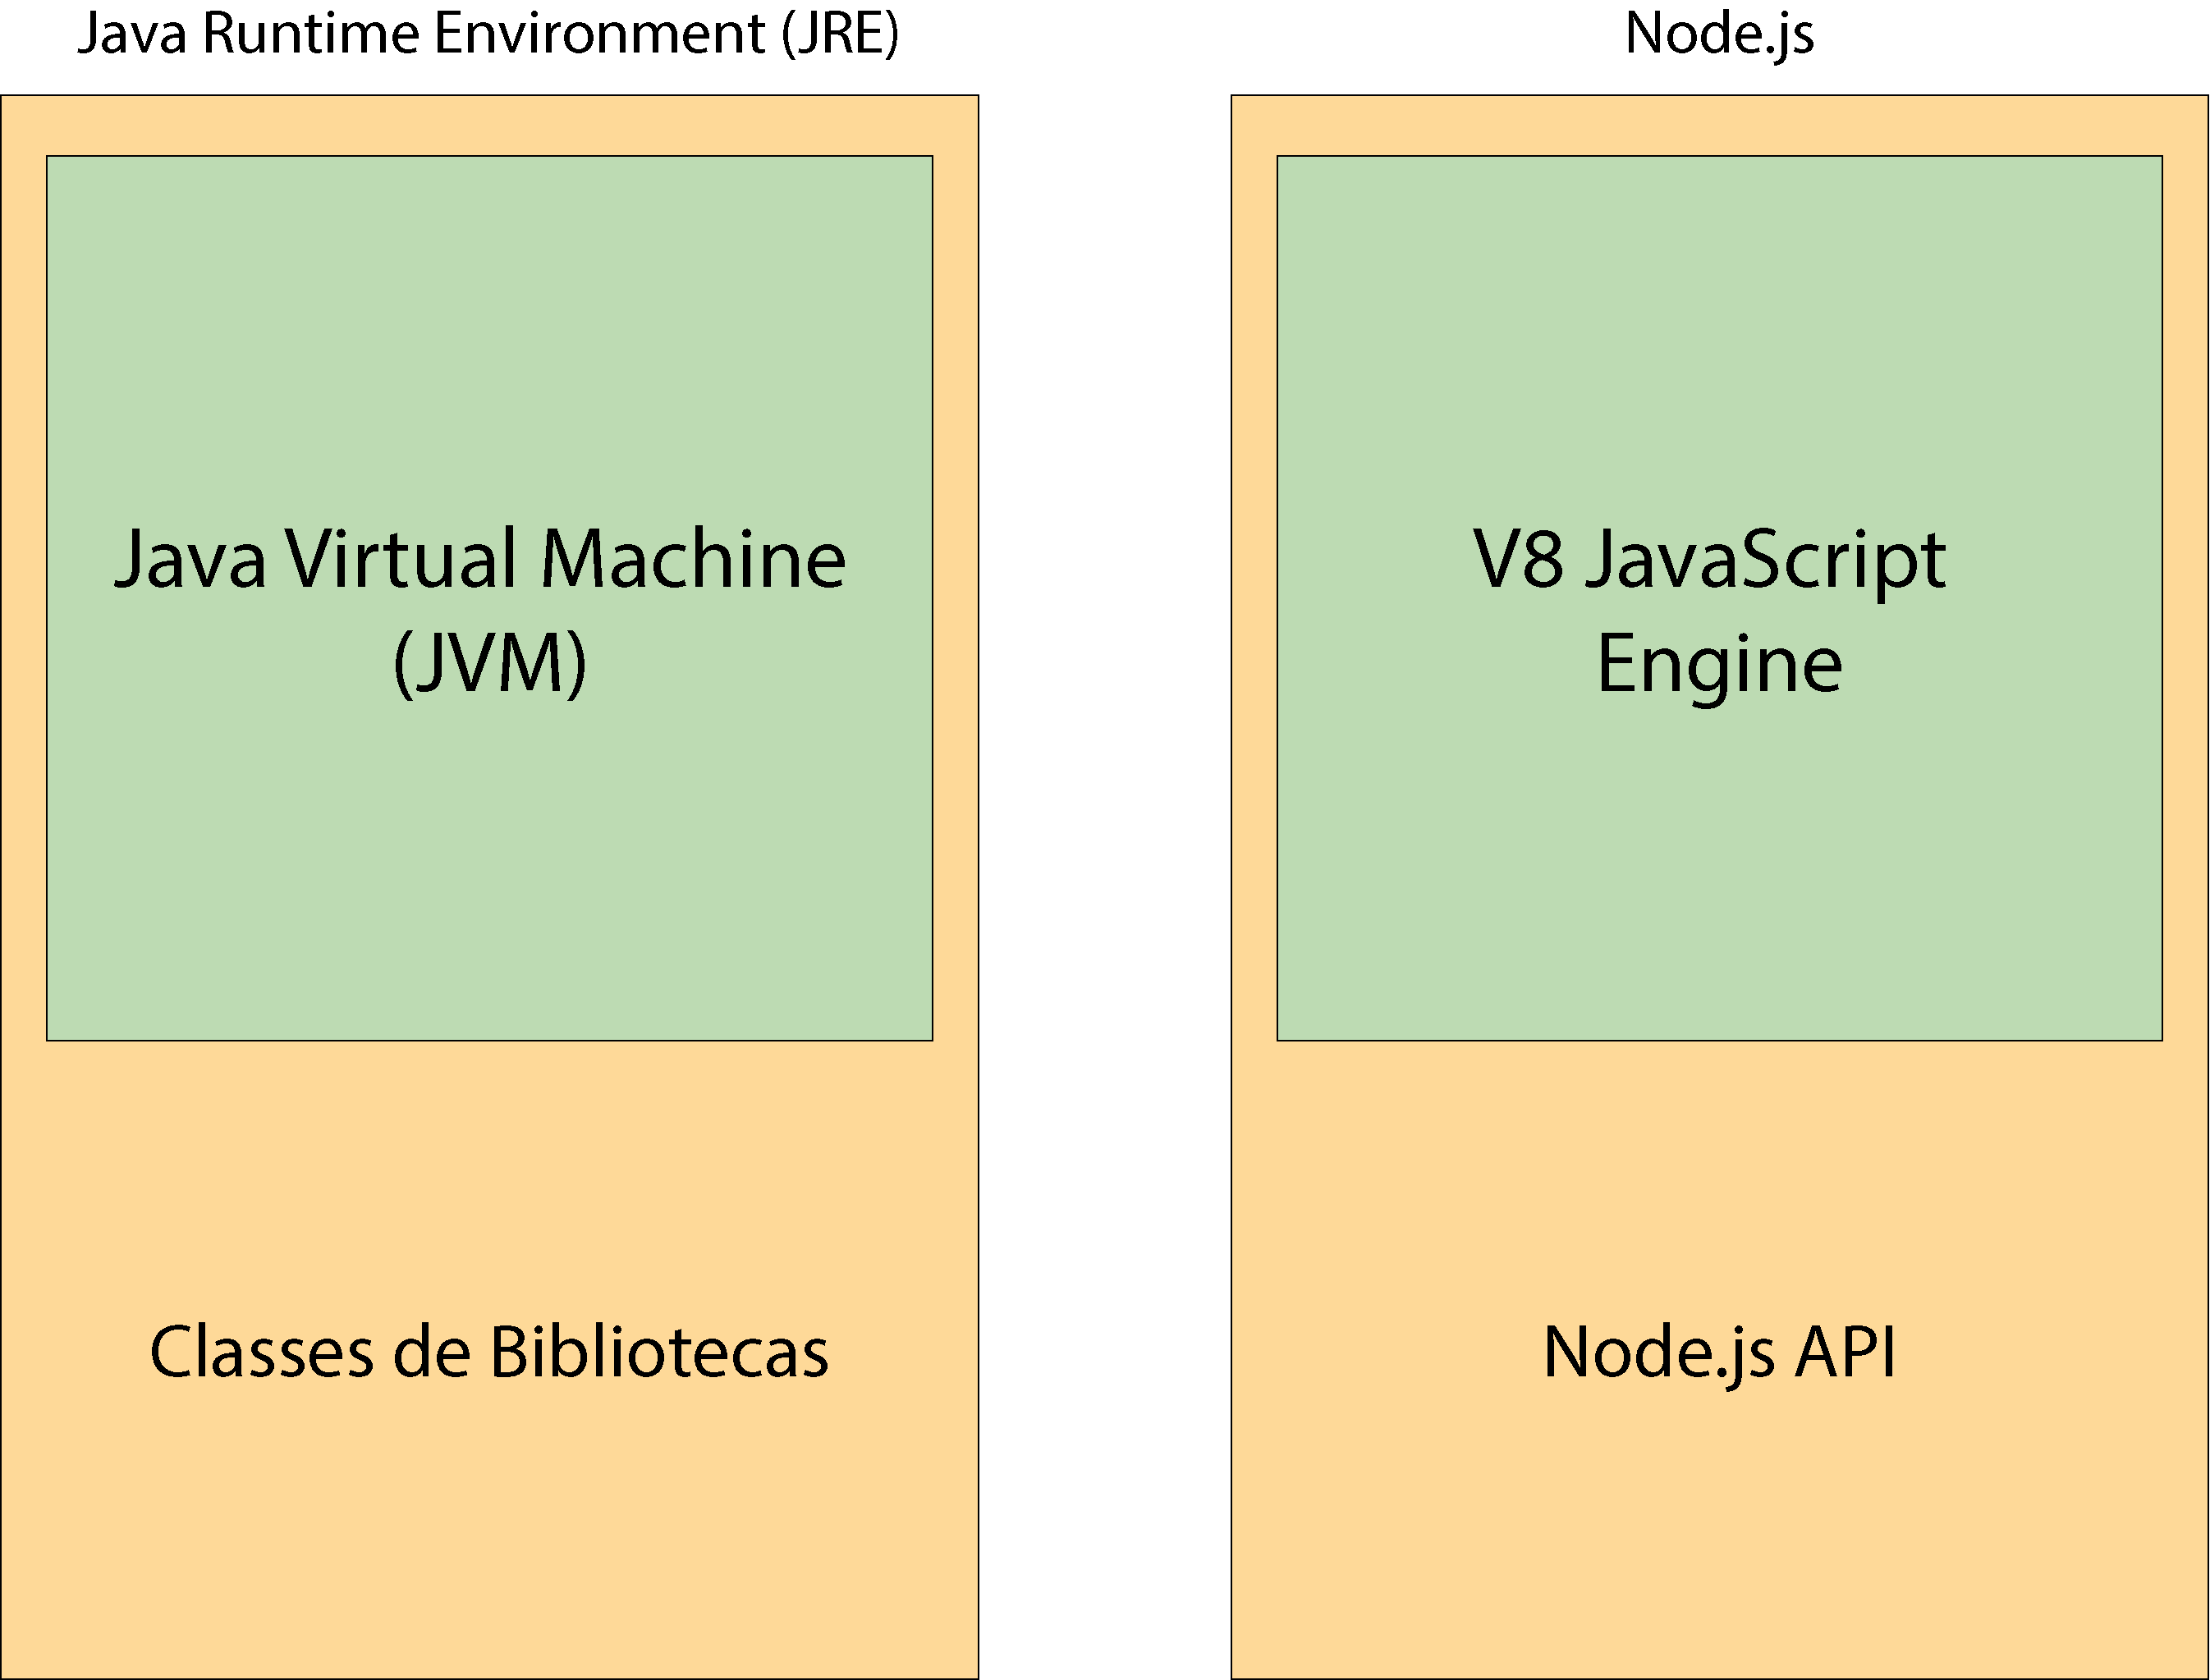 Java Runtime Environment (JRE)
Node.js
Java Virtual Machine
(JVM)
V8 JavaScript
Engine
Classes de Bibliotecas
Node.js API